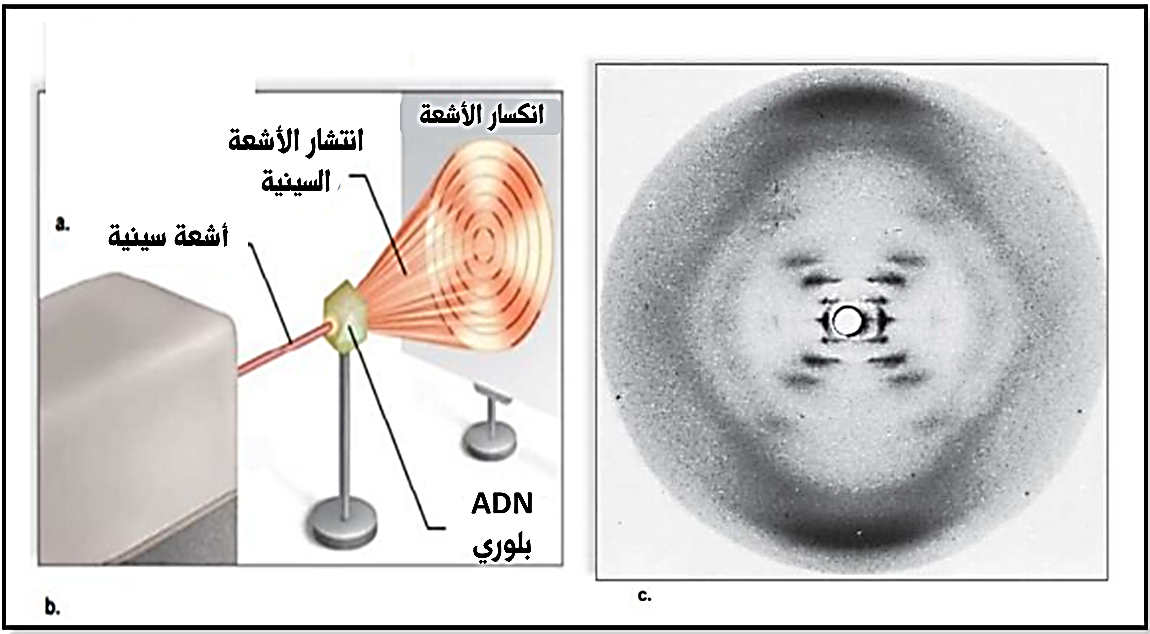 انكسار الأشعة
انتشار الأشعة
السينية
a.
أشعة سينية
ADN
بلوري
b.
c.